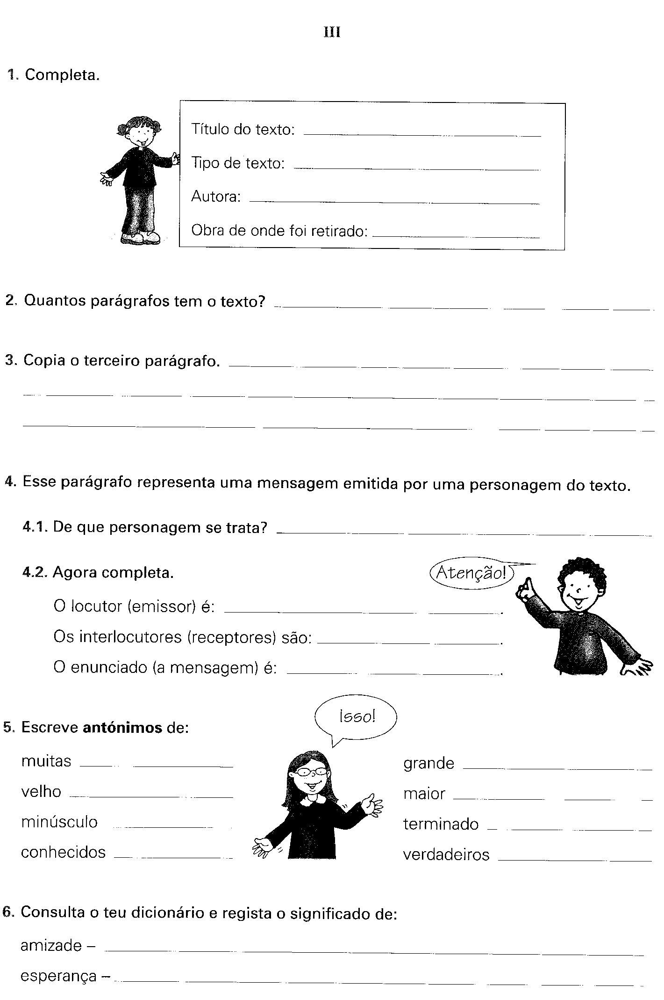 III
1. Completa.
Título do texto:
Tipo de texto:
Autora:
Obra de onde foi retirado:
2. Quantos parágrafos tem o texto?
3. Copia o terceiro parágrafo.
4. Esse parágrafo representa uma mensagem emitida por uma personagem do texto.
4.1. De que personagem se trata?
4.2. Agora completa.
Atenção!
O locutor (emissor) é: .
Os interlocutores (receptores) são: .
O enunciado (a mensagem) é: .
Isso!
5. Escreve antónimos de:
muitas
grande
velho
maior
minúsculo
terminado
conhecidos
verdadeiros
6. Consulta o teu dicionário e regista o significado de:
amizade –
esperança –